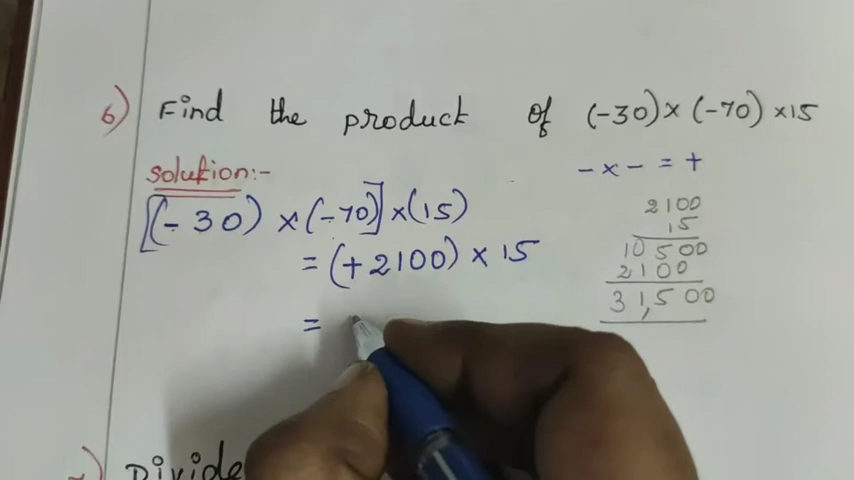 6) Find the product of (-30) × (-70) × 15
solution:-
- × - = +
[(-30) × (-70)] × (15)
= (+2100) × 15
=
2100
15
10500
2100
31,500
Divide